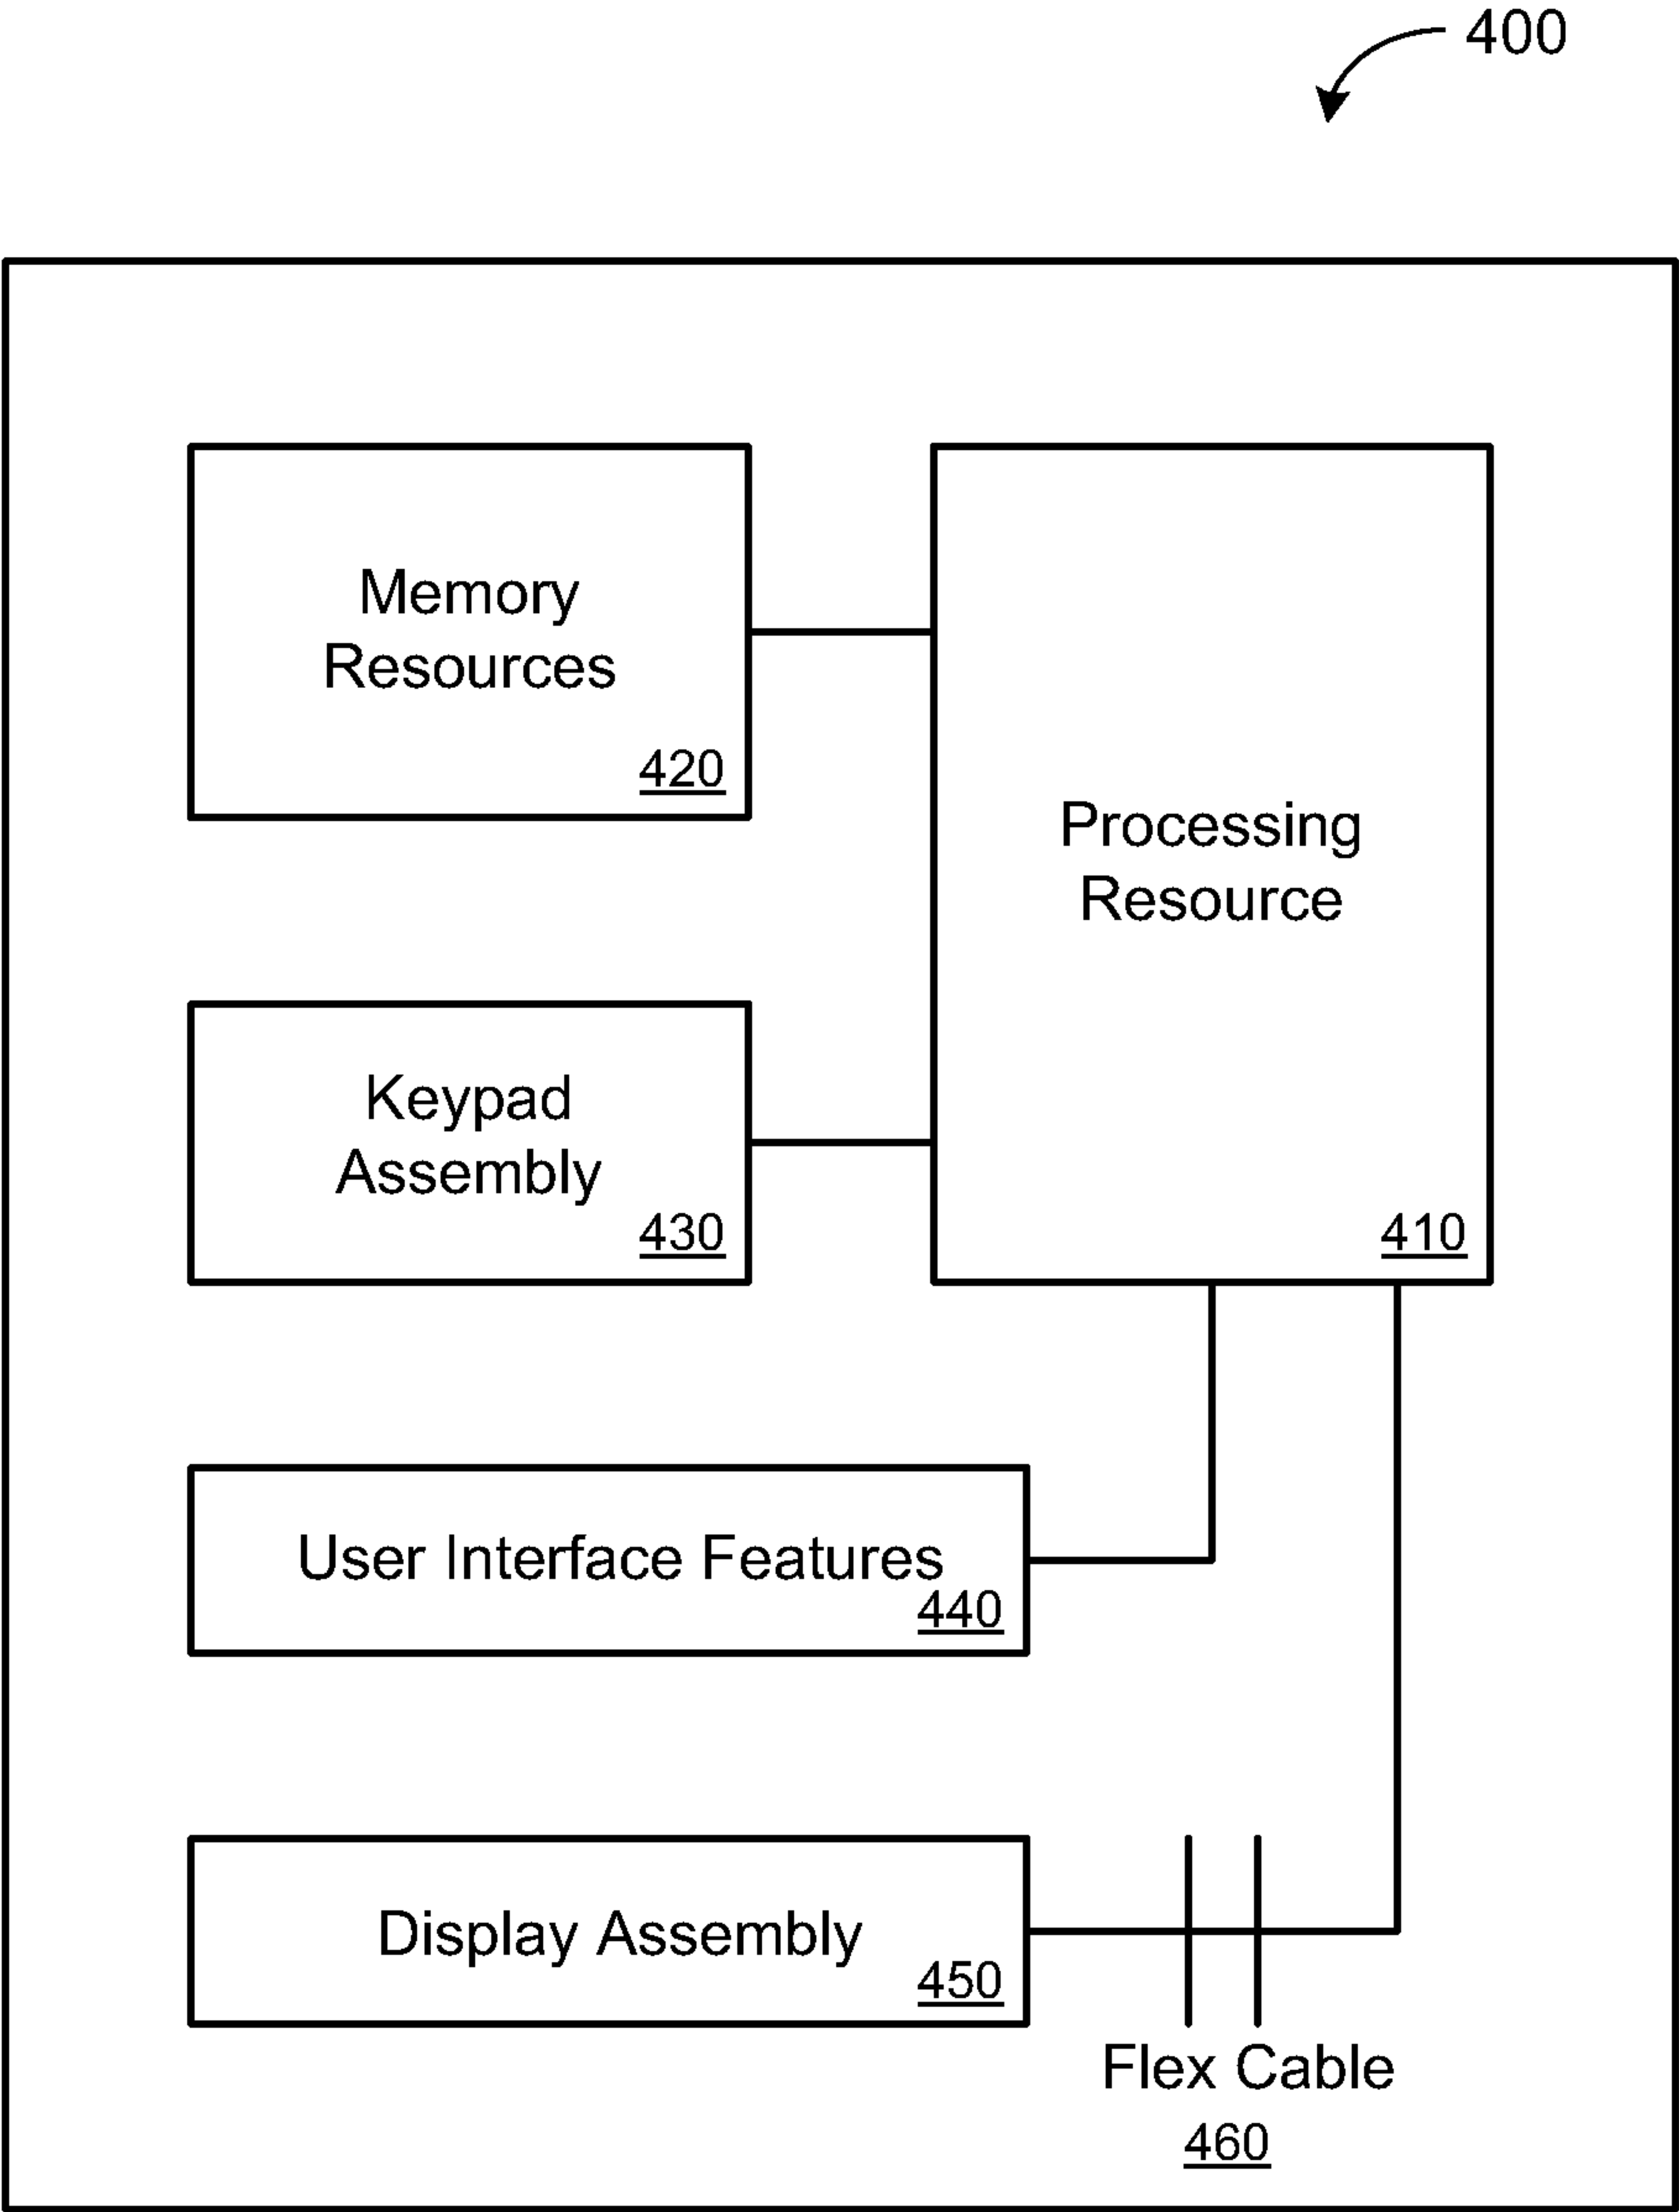 400
Memory
Resources
420
Processing
Resource
410
Keypad
Assembly
430
User Interface Features
440
Display Assembly
450
Flex Cable
460